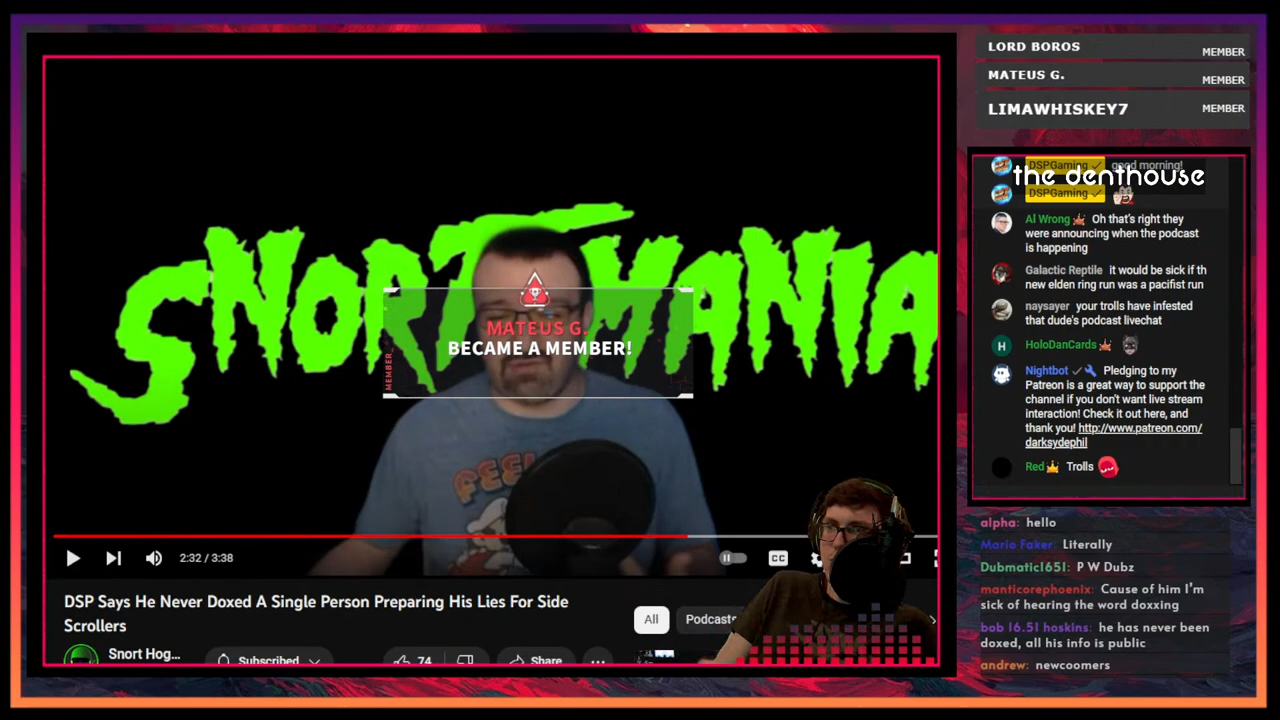 SNORT MANIA
MATEUS G.
BECAME A MEMBER!
MEMBER
FEEL
2:32 / 3:38
CC
DSP Says He Never Doxed A Single Person Preparing His Lies For Side
Scrollers
All
Podcasts
Snort Hog...
Subscribed
74
Share
LORD BOROS
MEMBER
MATEUS G.
MEMBER
LIMAWHISKEY7
MEMBER
DSPGaming good morning!
the denthouse
DSPGaming
Al Wrong Oh that's right they
were announcing when the podcast
is happening
Galactic Reptile it would be sick if th
new elden ring run was a pacifist run
naysayer your trolls have infested
that dude's podcast livechat
H HoloDanCards
Nightbot Pledging to my
Patreon is a great way to support the
channel if you don't want live stream
interaction! Check it out here, and
thank you! http://www.patreon.com/
darksydephil
Red Trolls
alpha: hello
Mario Faker: Literally
Dubmatic1651: P W Dubz
manticorephoenix: Cause of him I'm
sick of hearing the word doxxing
bob 16.51 hoskins: he has never been
doxed, all his info is public
andrew: newcoomers